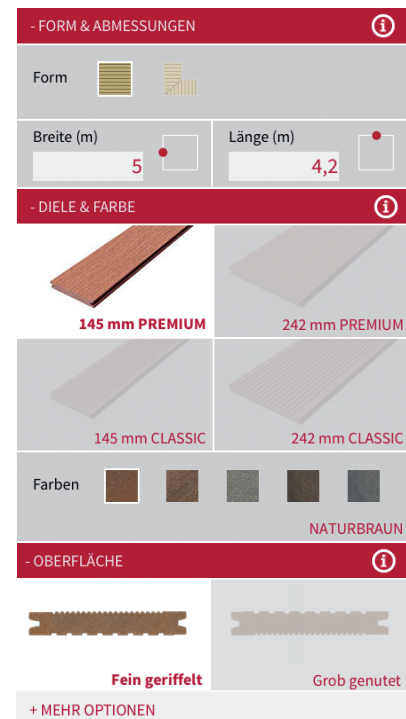 - FORM & ABMESSUNGEN
Form
Breite (m)
5
Länge (m)
4,2
- DIELE & FARBE
145 mm PREMIUM
242 mm PREMIUM
145 mm CLASSIC
242 mm CLASSIC
Farben
NATURBRAUN
- OBERFLÄCHE
Fein geriffelt
Grob genutet
+ MEHR OPTIONEN